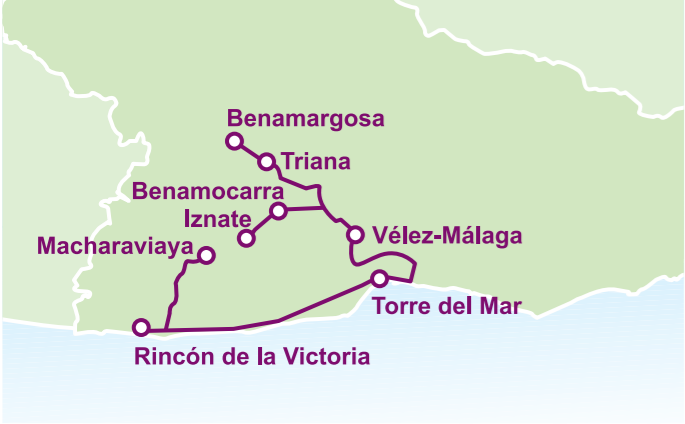 Benamargosa
Triana
Benamocarra
Iznate
Vélez-Málaga
Macharaviaya
Torre del Mar
Rincón de la Victoria